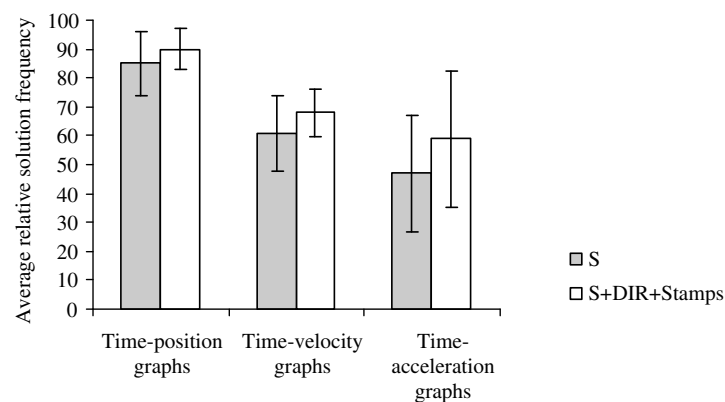 Average relative solution frequency
100
90
80
70
60
50
40
30
20
10
0
Time-position
graphs
Time-velocity
graphs
Time-
acceleration
graphs
S
S+DIR+Stamps